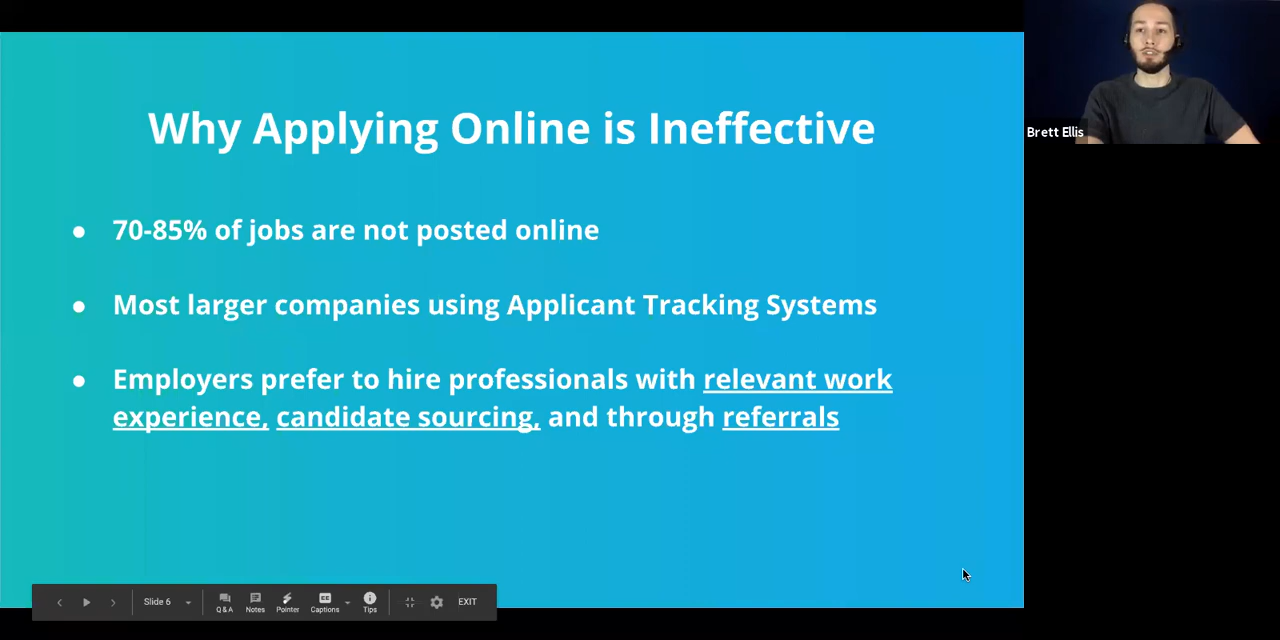 Why Applying Online is Ineffective
● 70-85% of jobs are not posted online
● Most larger companies using Applicant Tracking Systems
● Employers prefer to hire professionals with relevant work
experience, candidate sourcing, and through referrals
Brett Ellis
Slide 6
Q & A
Notes
Pointer
CC
Captions
Tips
EXIT